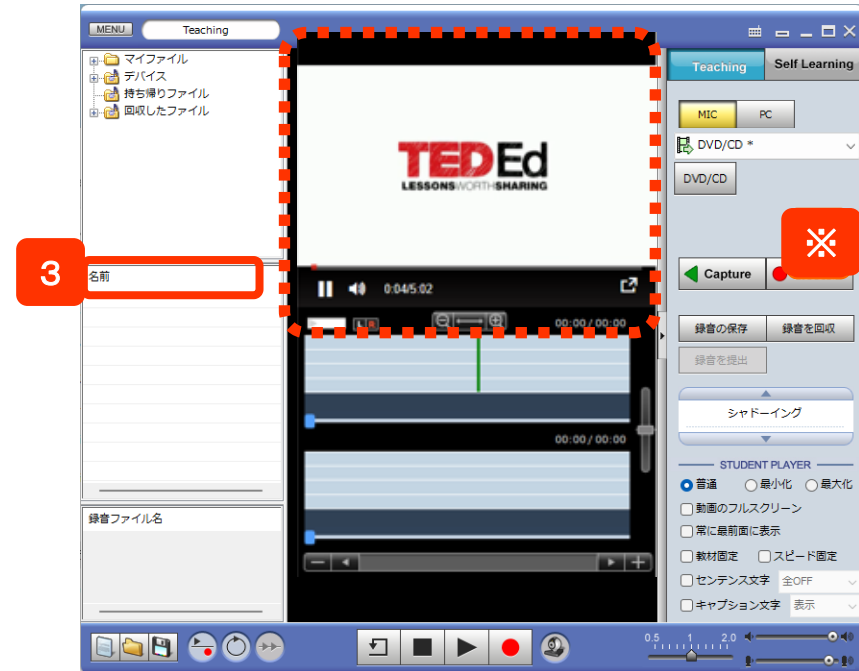 MENU
Teaching
マイファイル
デバイス
持ち帰りファイル
回収したファイル
3
名前
録音ファイル名
TEDEd
LESSONSWORTHSHARING
0:04/5:02
L R
00:00 / 00:00
00:00 / 00:00
Teaching
Self Learning
MIC
PC
DVD/CD *
DVD/CD
※
Capture
録音の保存
録音を回収
録音を提出
シャドーイング
STUDENT PLAYER
普通
最小化
最大化
動画のフルスクリーン
常に最前面に表示
教材固定
スピード固定
センテンス文字
全OFF
キャプション文字
表示
0.5
1
2.0